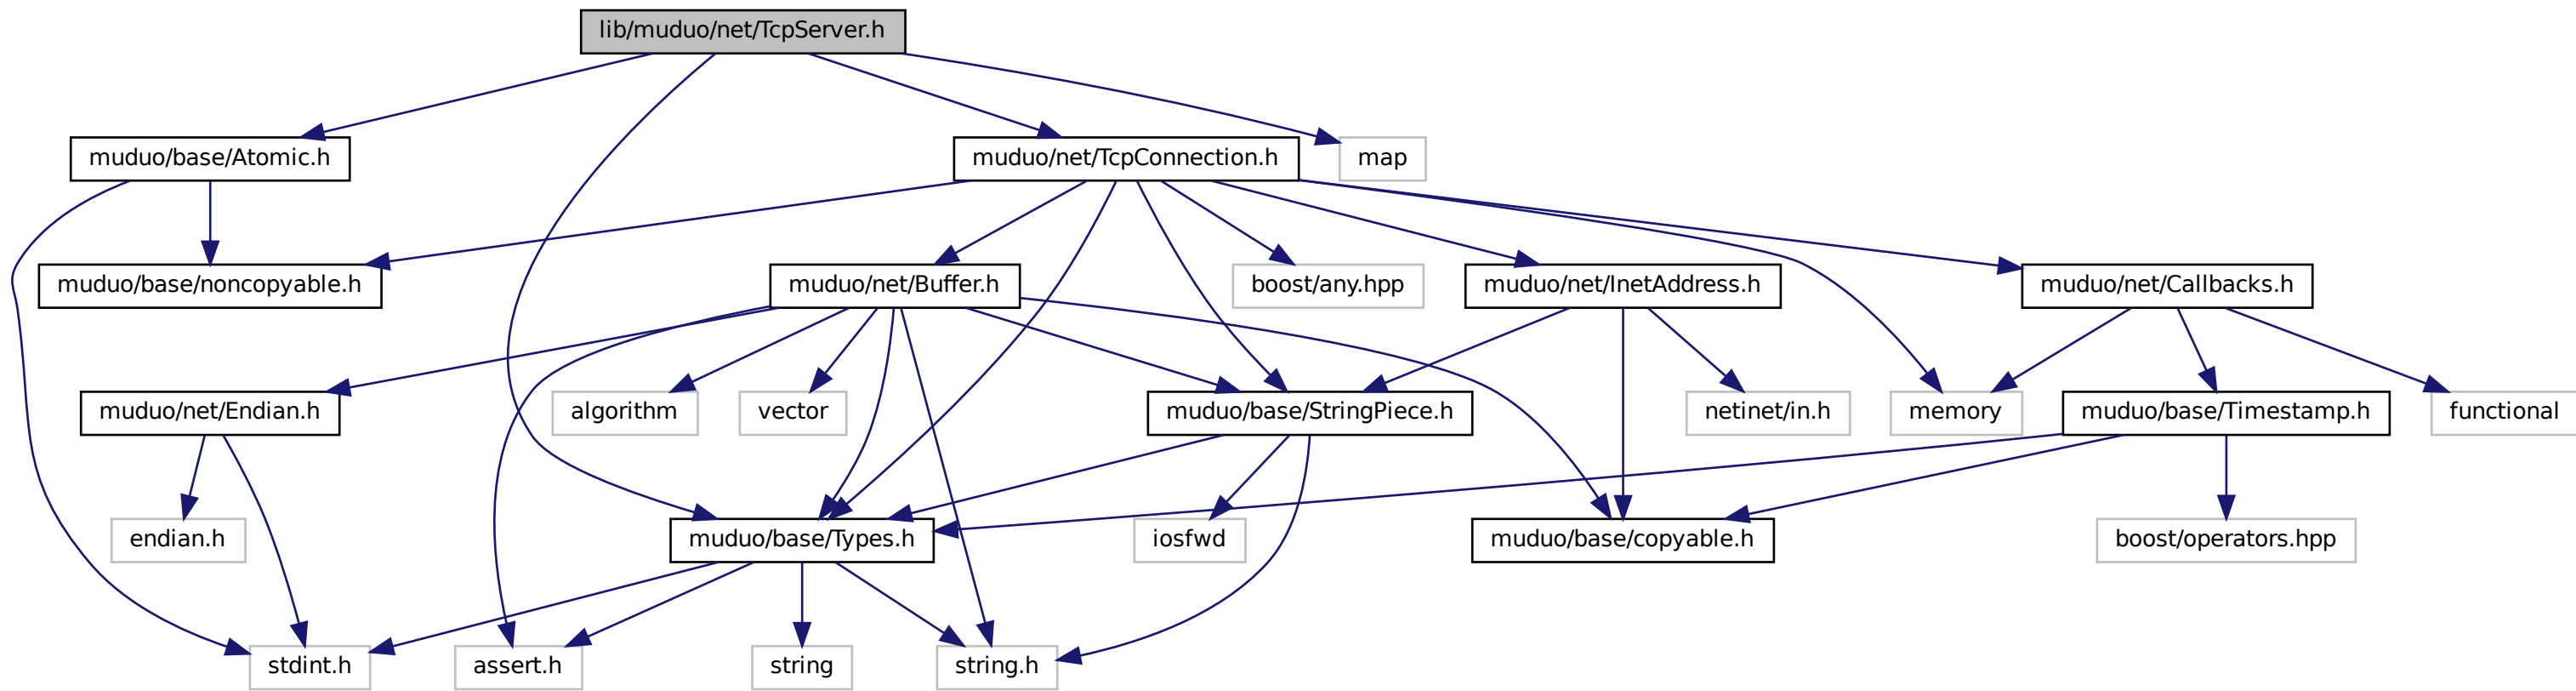 lib/muduo/net/TcpServer.h
muduo/base/Atomic.h
muduo/net/TcpConnection.h
map
muduo/base/noncopyable.h
muduo/net/Buffer.h
boost/any.hpp
muduo/net/InetAddress.h
muduo/net/Callbacks.h
muduo/net/Endian.h
algorithm
vector
muduo/base/StringPiece.h
netinet/in.h
memory
muduo/base/Timestamp.h
functional
endian.h
muduo/base/Types.h
iosfwd
muduo/base/copyable.h
boost/operators.hpp
stdint.h
assert.h
string
string.h